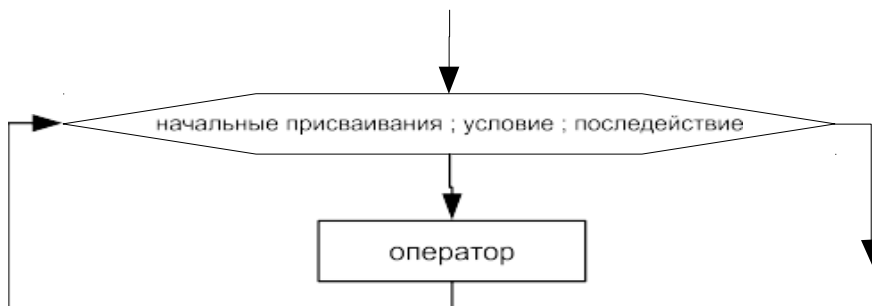 начальные присваивания ; условие ; последействие
оператор